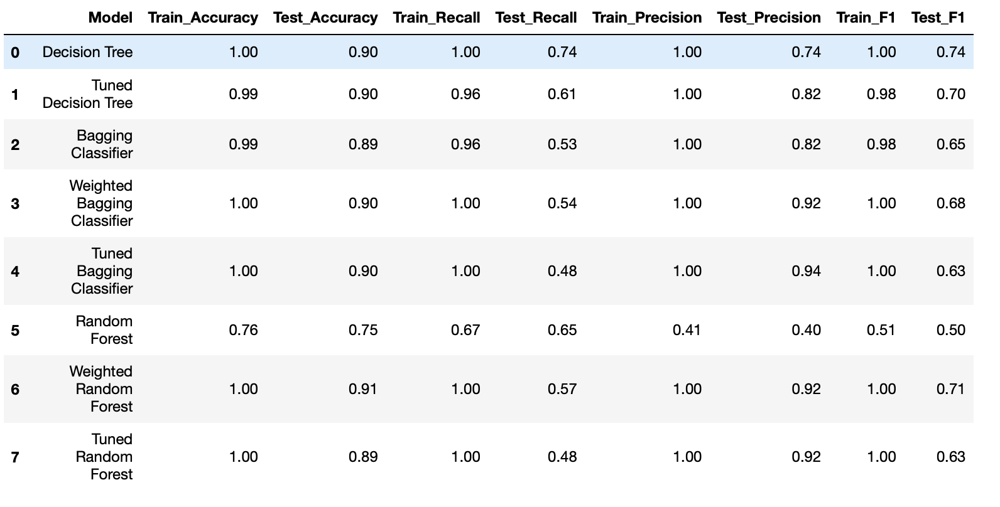 Model Train_Accuracy Test_Accuracy Train_Recall Test_Recall Train_Precision Test_Precision Train_F1 Test_F1
0 Decision Tree 1.00 0.90 1.00 0.74 1.00 0.74 1.00 0.74
Tuned
1 Decision Tree 0.99 0.90 0.96 0.61 1.00 0.82 0.98 0.70
Bagging
2 Classifier 0.99 0.89 0.96 0.53 1.00 0.82 0.98 0.65
Weighted
3 Bagging 1.00 0.90 1.00 0.54 1.00 0.92 1.00 0.68
Classifier
Tuned
4 Bagging 1.00 0.90 1.00 0.48 1.00 0.94 1.00 0.63
Classifier
Random
5 Forest 0.76 0.75 0.67 0.65 0.41 0.40 0.51 0.50
Weighted
6 Random 1.00 0.91 1.00 0.57 1.00 0.92 1.00 0.71
Forest
Tuned
7 Random 1.00 0.89 1.00 0.48 1.00 0.92 1.00 0.63
Forest